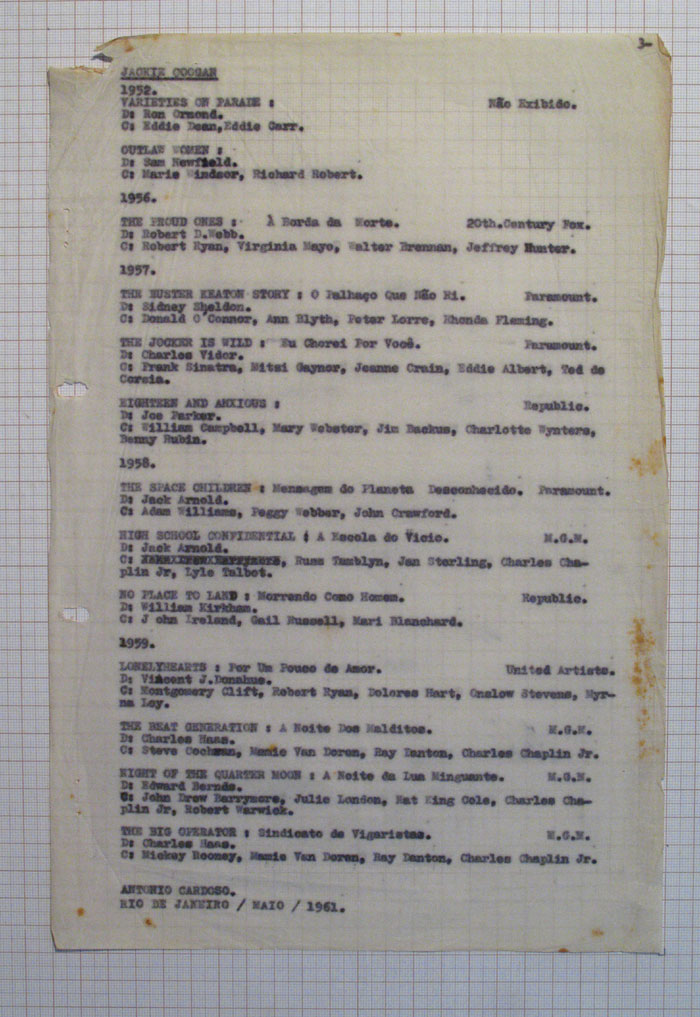 3-
JACKIE COOGAN
1952.
VARIETIES ON PARADE : Não Exibido.
D: Ron Ormond.
C: Eddie Dean,Eddie Carr.
OUTLAW WOMEN :
D: Sam Newfield.
C: Marie Windsor, Richard Robert.
1956.
THE PROUD ONES : À Borda da Morte. 20th.Century Fox.
D: Robert D.Webb.
C: Robert Ryan, Virginia Mayo, Walter Brennan, Jeffrey Hunter.
1957.
THE BUSTER KEATON STORY : O Palhaço Que Não Ri. Paramount.
D: Sidney Sheldon.
C: Donald O'Connor, Ann Blyth, Peter Lorre, Rhonda Fleming.
THE JOCKER IS WILD : Eu Chorei Por Você. Paramount.
D: Charles Vidor.
C: Frank Sinatra, Mitzi Gaynor, Jeanne Crain, Eddie Albert, Ted de
Corsia.
EIGHTEEN AND ANXIOUS : Republic.
D: Joe Parker.
C: William Campbell, Mary Webster, Jim Backus, Charlotte Wynters,
Benny Rubin.
1958.
THE SPACE CHILDREN : Mensagem do Planeta Desconhecido. Paramount.
D: Jack Arnold.
C: Adam Williams, Peggy Webber, John Crawford.
HIGH SCHOOL CONFIDENTIAL : A Escola do Vicio. M.G.M.
D: Jack Arnold.
C: , Russ Tamblyn, Jan Sterling, Charles Cha-
plin Jr, Lyle Talbot.
NO PLACE TO LAND : Morrendo Como Homem. Republic.
D: William Kirkham.
C: J ohn Ireland, Gail Russell, Mari Blanchard.
1959.
LONELYHEARTS : Por Um Pouco de Amor. United Artists.
D: Vincent J.Donahue.
C: Montgomery Clift, Robert Ryan, Dolores Hart, Onslow Stevens, Myr-
na Loy.
THE BEAT GENERATION : A Noite Dos Malditos. M.G.M.
D: Charles Haas.
C: Steve Cochran, Mamie Van Doren, Ray Danton, Charles Chaplin Jr.
NIGHT OF THE QUARTER MOON : A Noite da Lua Minguante. M.G.M.
D: Edward Bernds.
C: John Drew Barrymore, Julie London, Nat King Cole, Charles Cha-
plin Jr, Robert Warwick.
THE BIG OPERATOR : Sindicato de Vigaristas. M.G.M.
D: Charles Haas.
C: Mickey Rooney, Mamie Van Doren, Ray Danton, Charles Chaplin Jr.
ANTONIO CARDOSO.
RIO DE JANEIRO / MAIO / 1961.